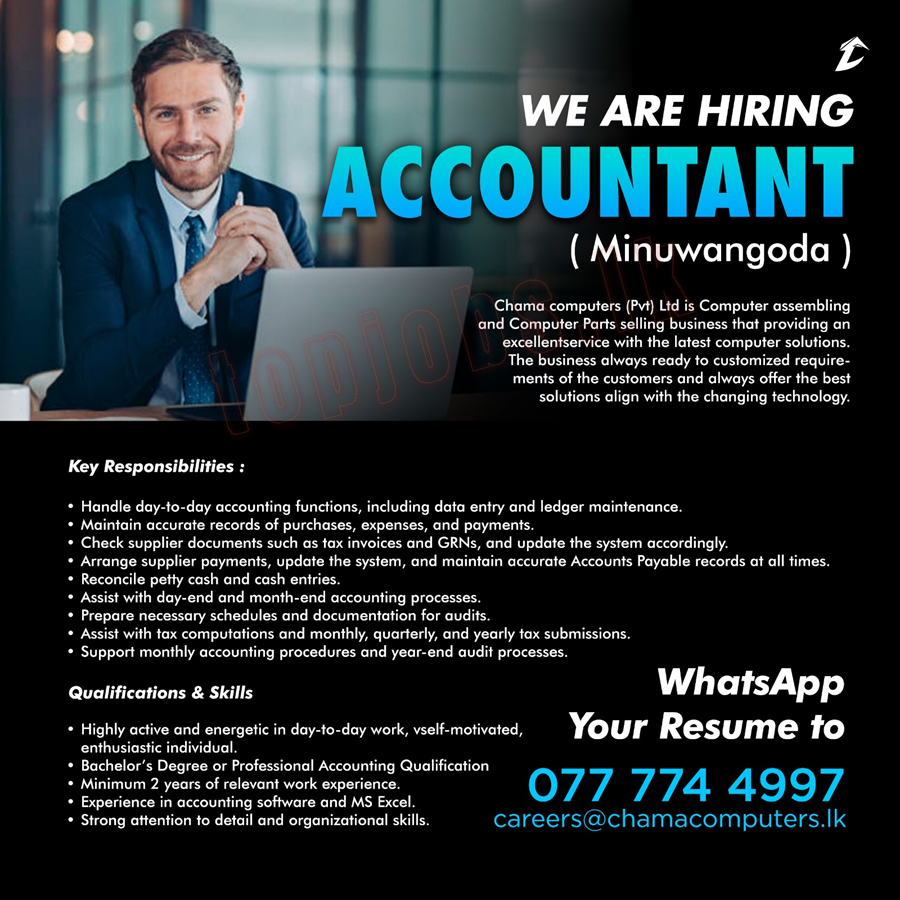 WE ARE HIRING
ACCOUNTANT
( Minuwangoda )
Chama computers (Pvt) Ltd is Computer assembling
and Computer Parts selling business that providing an
excellentservice with the latest computer solutions.
The business always ready to customized require-
ments of the customers and always offer the best
solutions align with the changing technology.
topjobs.lk
Key Responsibilities :
• Handle day-to-day accounting functions, including data entry and ledger maintenance.
• Maintain accurate records of purchases, expenses, and payments.
• Check supplier documents such as tax invoices and GRNs, and update the system accordingly.
• Arrange supplier payments, update the system, and maintain accurate Accounts Payable records at all times.
• Reconcile petty cash and cash entries.
• Assist with day-end and month-end accounting processes.
• Prepare necessary schedules and documentation for audits.
• Assist with tax computations and monthly, quarterly, and yearly tax submissions.
• Support monthly accounting procedures and year-end audit processes.
Qualifications & Skills
• Highly active and energetic in day-to-day work, vself-motivated,
enthusiastic individual.
• Bachelor's Degree or Professional Accounting Qualification
• Minimum 2 years of relevant work experience.
• Experience in accounting software and MS Excel.
• Strong attention to detail and organizational skills.
WhatsApp
Your Resume to
077 774 4997
careers@chamacomputers.lk